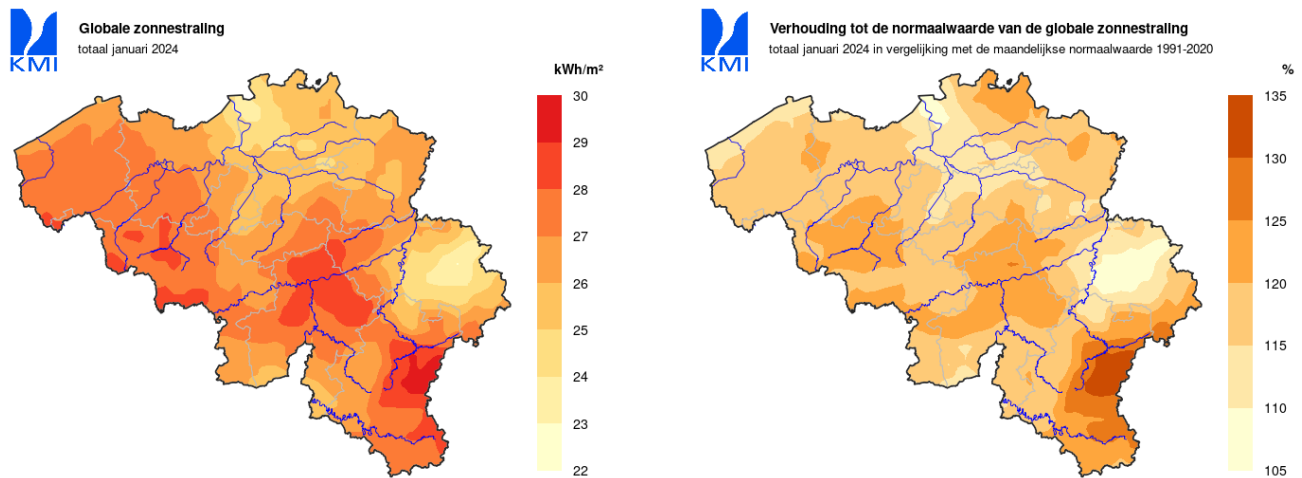 KMI
Globale zonnestraling
totaal januari 2024
kWh/m²
30
29
28
27
26
25
24
23
22
KMI
Verhouding tot de normaalwaarde van de globale zonnestraling
totaal januari 2024 in vergelijking met de maandelijkse normaalwaarde 1991-2020
%
135
130
125
120
115
110
105